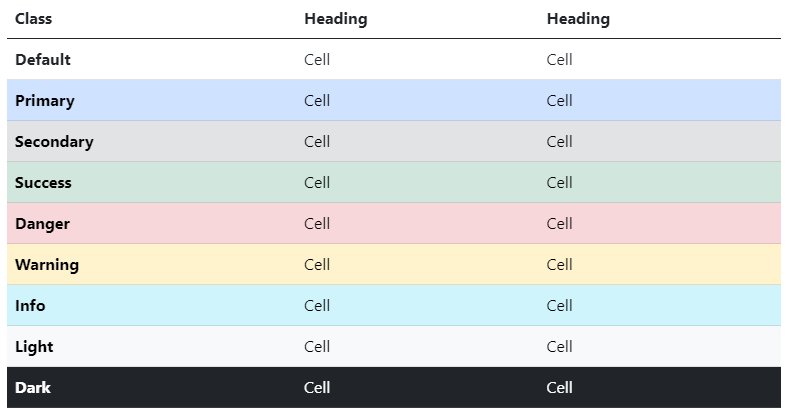 Class Heading Heading
Default Cell Cell
Primary Cell Cell
Secondary Cell Cell
Success Cell Cell
Danger Cell Cell
Warning Cell Cell
Info Cell Cell
Light Cell Cell
Dark Cell Cell